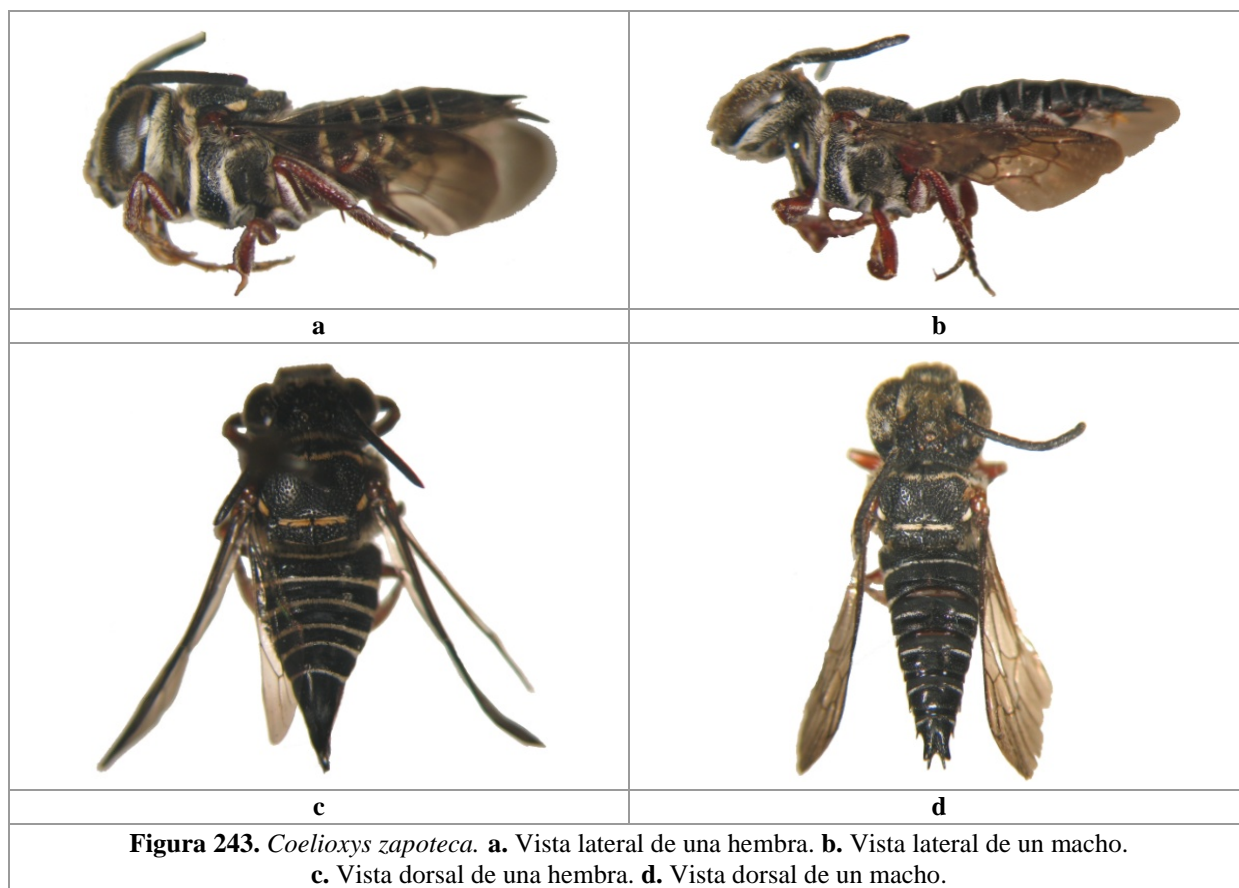 a
b
c
d
Figura 243. Coelioxys zapoteca. a. Vista lateral de una hembra. b. Vista lateral de un macho.
c. Vista dorsal de una hembra. d. Vista dorsal de un macho.